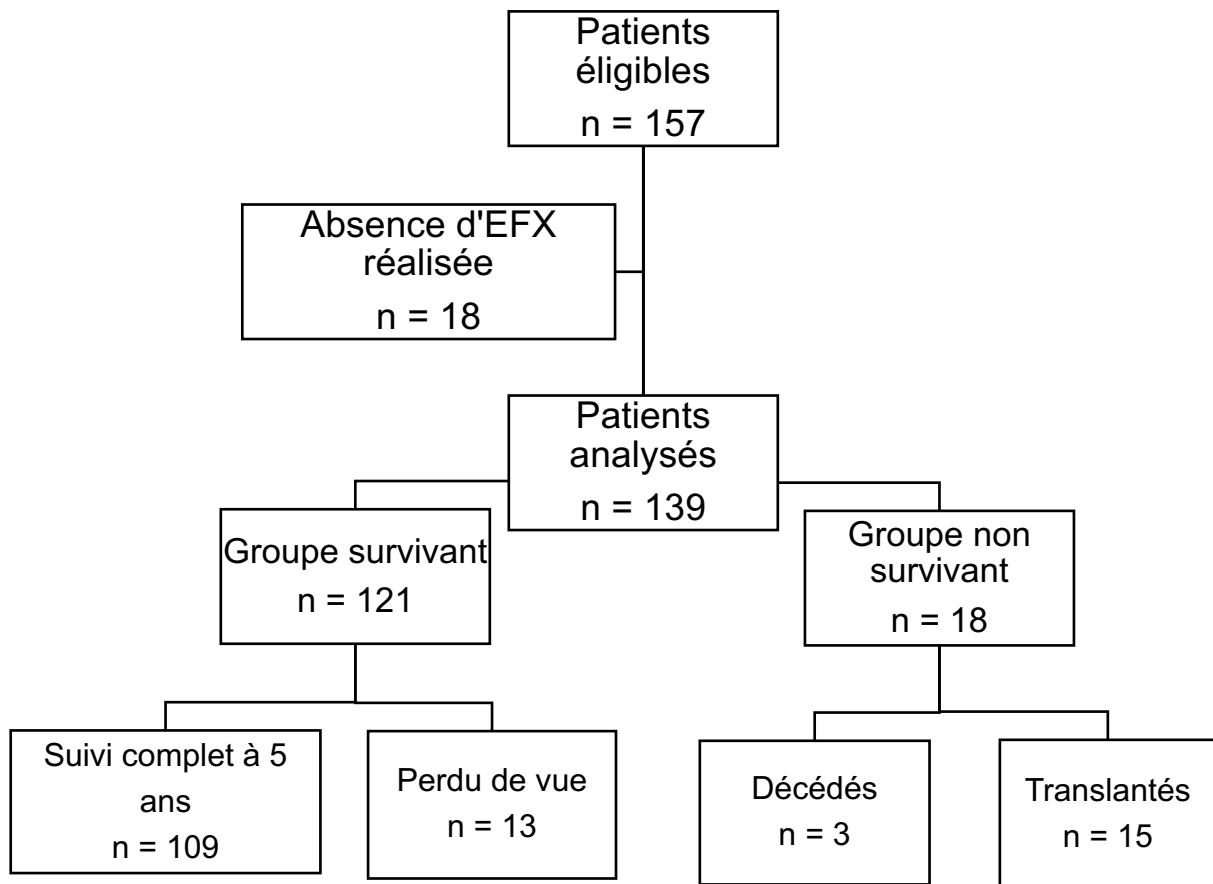 Patients
éligibles
n = 157
Absence d'EFX
réalisée
n = 18
Patients
analysés
n = 139
Groupe survivant
n = 121
Groupe non
survivant
n = 18
Suivi complet à 5
ans
n = 109
Perdu de vue
n = 13
Décédés
n = 3
Translantés
n = 15